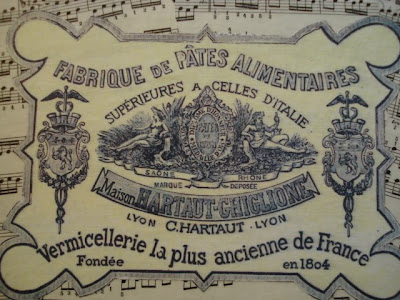 FABRIQUE DE PÂTES ALIMENTAIRES
SUPÉRIEURES A CELLES D'ITALIE
SAÔNE RHÔNE
MARQUE DÉPOSÉE
Maison HARTAUT-GHIGLIONE
LYON C. HARTAUT - LYON
Vermicellerie la plus ancienne de France
Fondée en 1804